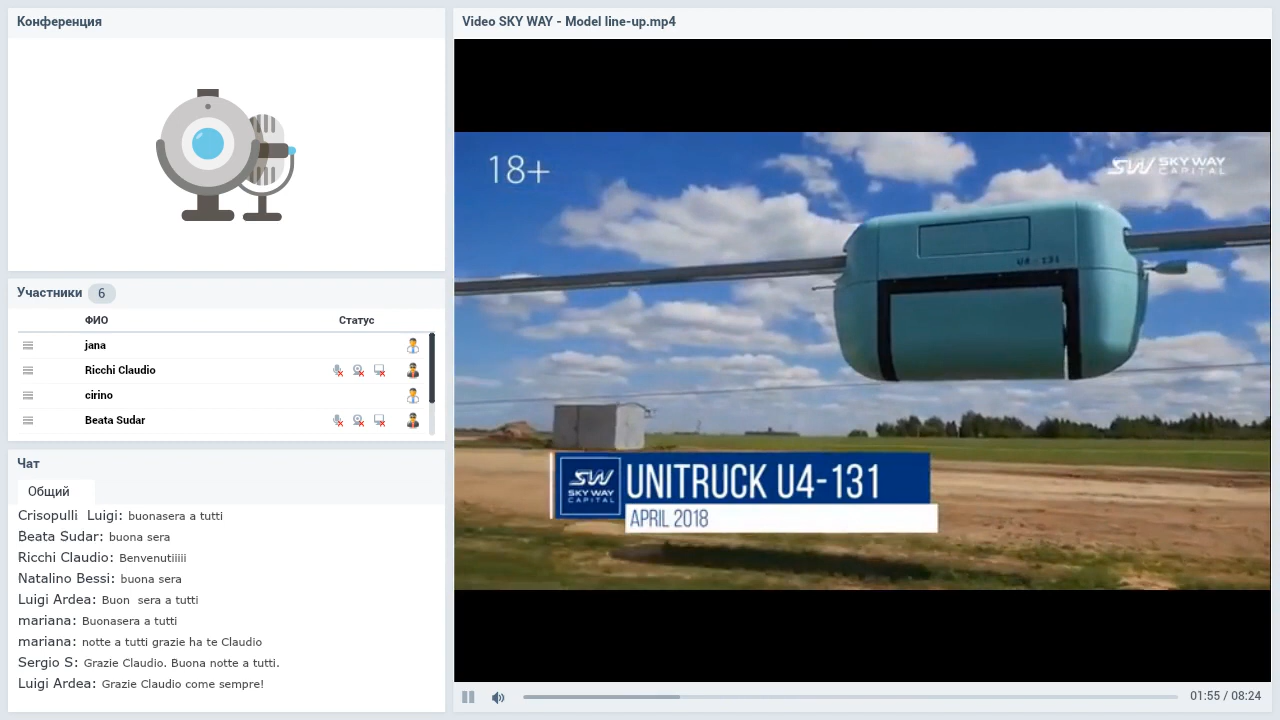 Конференция
Участники 6
ФИО Статус
jana
Ricchi Claudio
cirino
Beata Sudar
Чат
Общий
Crisopulli Luigi: buonasera a tutti
Beata Sudar: buona sera
Ricchi Claudio: Benvenutiiiii
Natalino Bessi: buona sera
Luigi Ardea: Buon sera a tutti
mariana: Buonasera a tutti
mariana: notte a tutti grazie ha te Claudio
Sergio S: Grazie Claudio. Buona notte a tutti.
Luigi Ardea: Grazie Claudio come sempre!
Video SKY WAY - Model line-up.mp4
18+
SW SKY WAY
CAPITAL
U4-131
SW
SKY WAY
CAPITAL
UNITRUCK U4-131
APRIL 2018
01:55 / 08:24